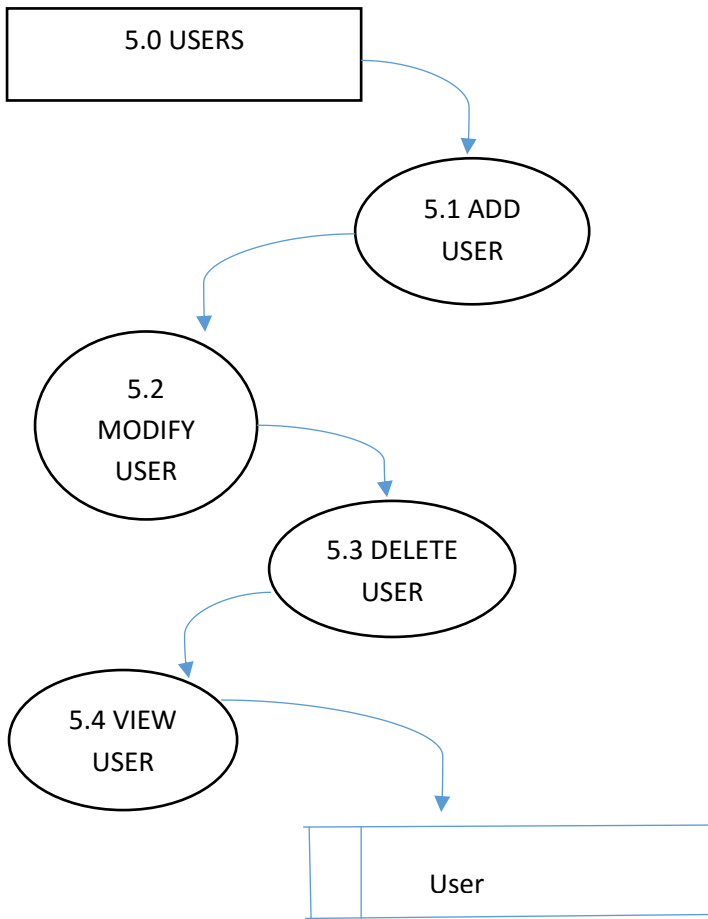 5.0 USERS
5.1 ADD
USER
5.2
MODIFY
USER
5.3 DELETE
USER
5.4 VIEW
USER
User